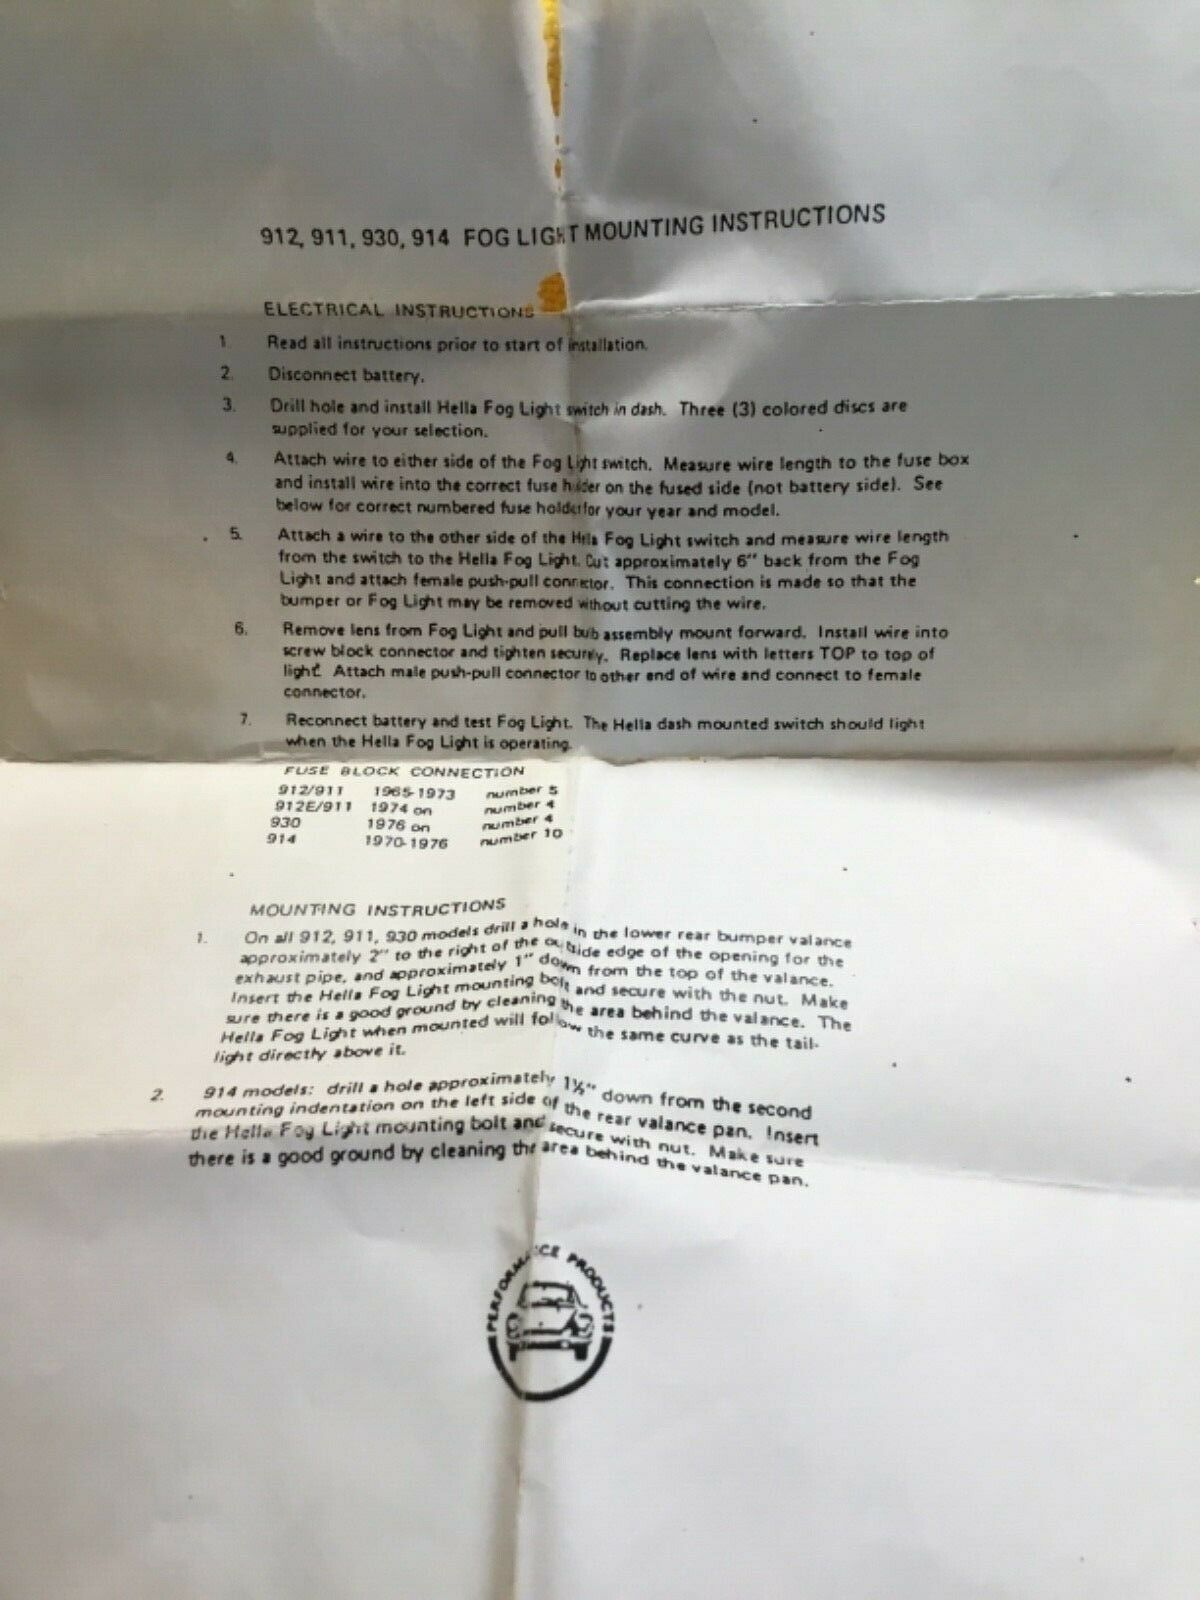 912, 911, 930, 914 FOG LIGHT MOUNTING INSTRUCTIONS
ELECTRICAL INSTRUCTIONS
1. Read all instructions prior to start of installation.
2. Disconnect battery.
3. Drill hole and install Hella Fog Light switch in dash. Three (3) colored discs are
supplied for your selection.
4. Attach wire to either side of the Fog Light switch. Measure wire length to the fuse box
and install wire into the correct fuse holder on the fused side (not battery side). See
below for correct numbered fuse holder for your year and model.
5. Attach a wire to the other side of the Hella Fog Light switch and measure wire length
from the switch to the Hella Fog Light. Cut approximately 6" back from the Fog
Light and attach female push-pull connector. This connection is made so that the
bumper or Fog Light may be removed without cutting the wire.
6. Remove lens from Fog Light and pull bulb assembly mount forward. Install wire into
screw block connector and tighten securely. Replace lens with letters TOP to top of
light. Attach male push-pull connector to other end of wire and connect to female
connector.
7. Reconnect battery and test Fog Light. The Hella dash mounted switch should light
when the Hella Fog Light is operating.
FUSE BLOCK CONNECTION
912/911 1965-1973 number 5
912E/911 1974 on number 4
930 1976 on number 4
914 1970-1976 number 10
MOUNTING INSTRUCTIONS
1. On all 912, 911, 930 models drill a hole in the lower rear bumper valance
approximately 2" to the right of the outside edge of the opening for the
exhaust pipe, and approximately 1" down from the top of the valance.
Insert the Hella Fog Light mounting bolt and secure with the nut. Make
sure there is a good ground by cleaning the area behind the valance. The
Hella Fog Light when mounted will follow the same curve as the tail-
light directly above it.
2. 914 models: drill a hole approximately 1½" down from the second
mounting indentation on the left side of the rear valance pan. Insert
the Hella Fog Light mounting bolt and secure with nut. Make sure
there is a good ground by cleaning the area behind the valance pan.
PERFORMANCE PRODUCTS